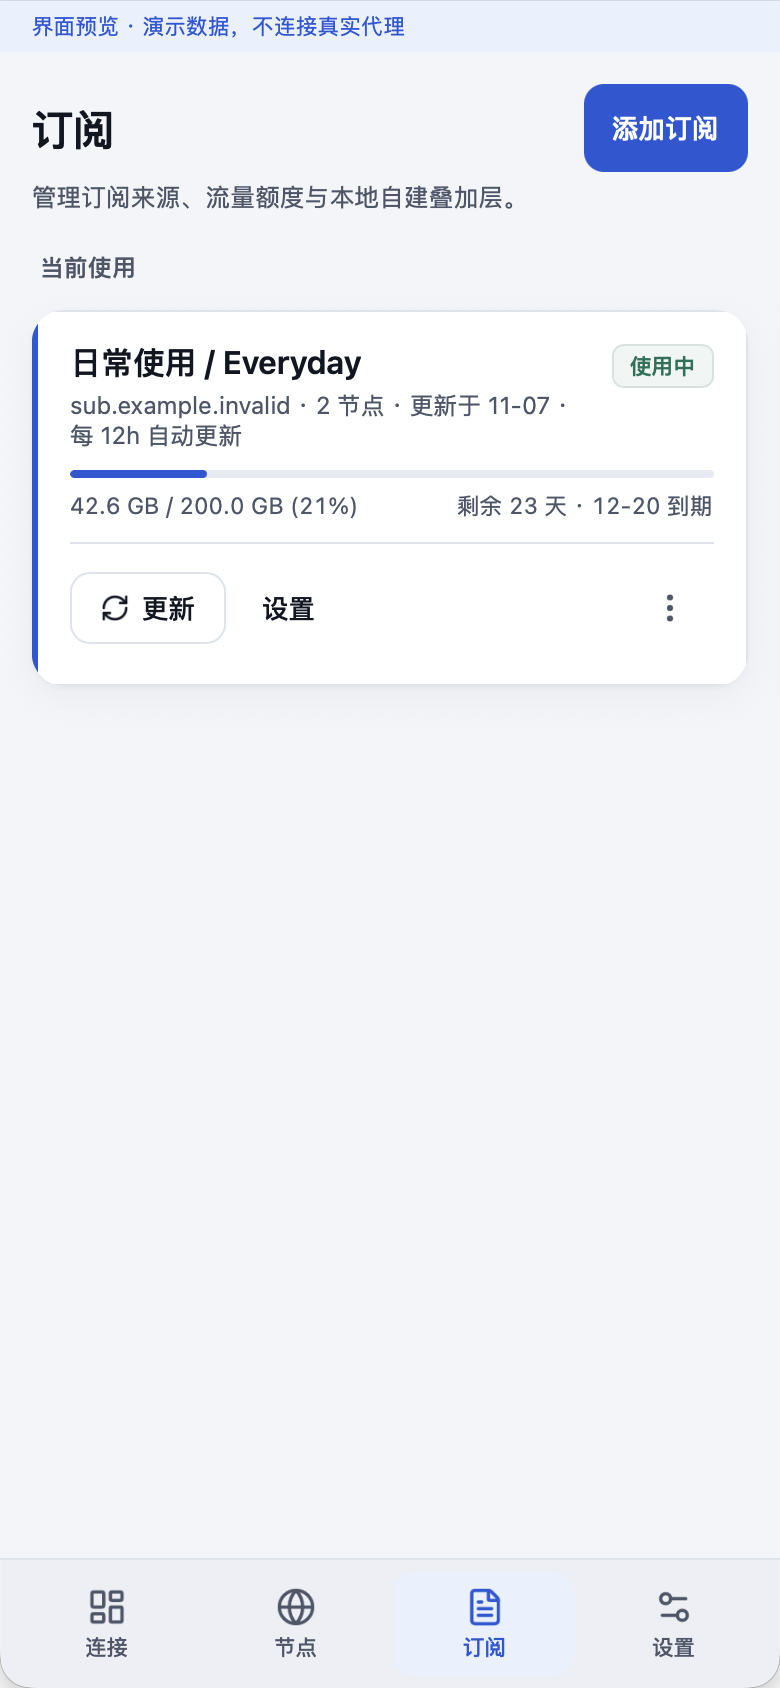 界面预览 · 演示数据，不连接真实代理
订阅
添加订阅
管理订阅来源、流量额度与本地自建叠加层。
当前使用
日常使用 / Everyday
使用中
sub.example.invalid · 2 节点 · 更新于 11-07 ·
每 12h 自动更新
42.6 GB / 200.0 GB (21%)
剩余 23 天 · 12-20 到期
更新
设置
连接
节点
订阅
设置